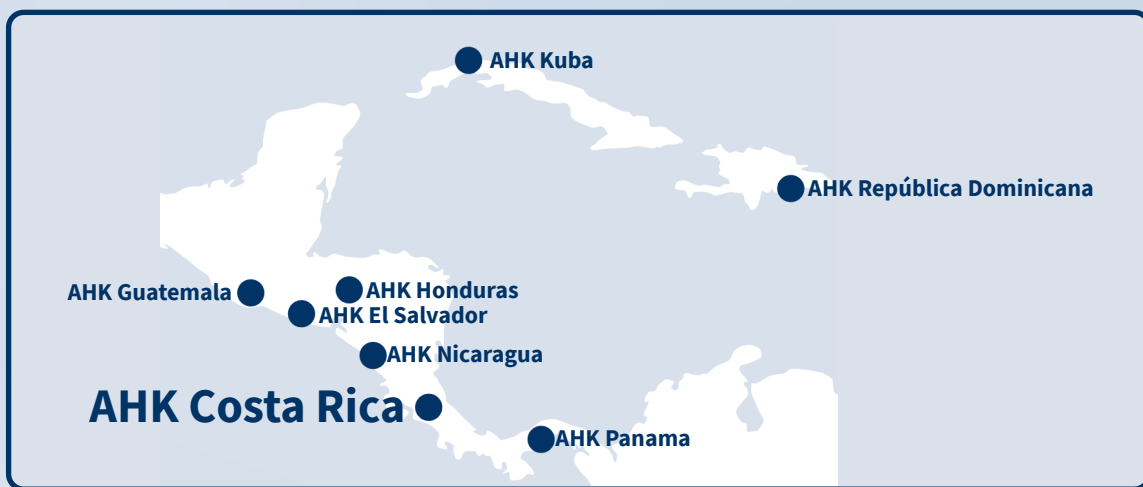 AHK Kuba
AHK República Dominicana
AHK Guatemala
AHK Honduras
AHK El Salvador
AHK Nicaragua
AHK Costa Rica
AHK Panama